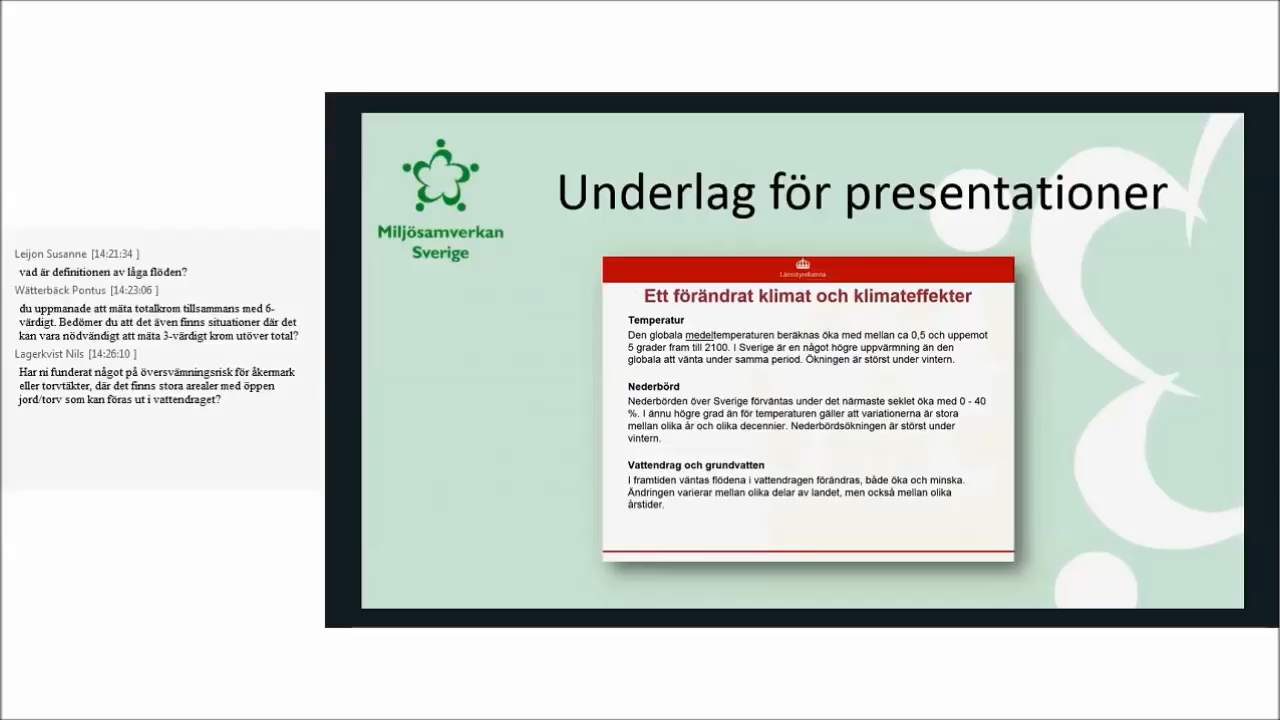 Leijon Susanne [14:21:34 ]
vad är definitionen av låga flöden?
Wätterbäck Pontus [14:23:06 ]
du uppmanade att mäta totalkrom tillsammans med 6-
värdigt. Bedömer du att det även finns situationer där det
kan vara nödvändigt att mäta 3-värdigt krom utöver total?
Lagerkvist Nils [14:26:10 ]
Har ni funderat något på översvämningsrisk för åkermark
eller torvtäkter, där det finns stora arealer med öppen
jord/torv som kan föras ut i vattendraget?
Miljösamverkan
Sverige
Underlag för presentationer
Länsstyrelserna
Ett förändrat klimat och klimateffekter
Temperatur
Den globala medeltemperaturen beräknas öka med mellan ca 0,5 och uppemot
5 grader fram till 2100. I Sverige är en något högre uppvärmning än den
globala att vänta under samma period. Ökningen är störst under vintern.
Nederbörd
Nederbörden över Sverige förväntas under det närmaste seklet öka med 0 - 40
%. I ännu högre grad än för temperaturen gäller att variationerna är stora
mellan olika år och olika decennier. Nederbördsökningen är störst under
vintern.
Vattendrag och grundvatten
I framtiden väntas flödena i vattendragen förändras, både öka och minska.
Ändringen varierar mellan olika delar av landet, men också mellan olika
årstider.